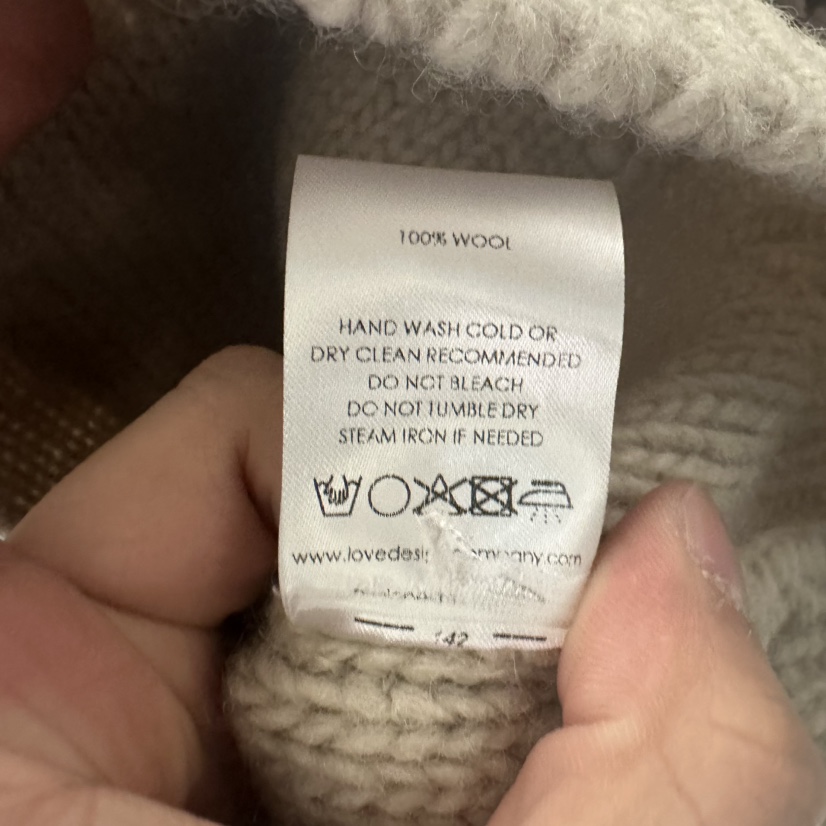 100% WOOL
HAND WASH COLD OR
DRY CLEAN RECOMMENDED
DO NOT BLEACH
DO NOT TUMBLE DRY
STEAM IRON IF NEEDED
142